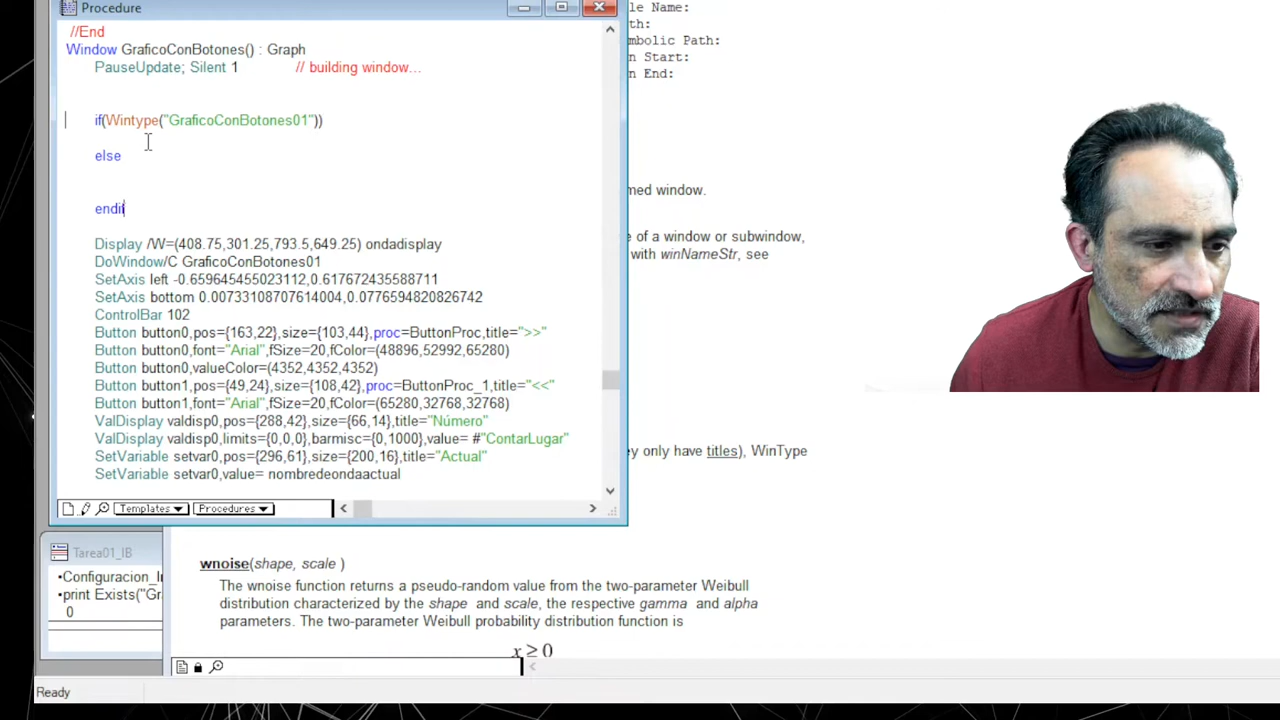 Procedure
//End
Window GraficoConBotones() : Graph
PauseUpdate; Silent 1 // building window...
if(Wintype("GraficoConBotones01"))
else
endif
Display /W=(408.75,301.25,793.5,649.25) ondadisplay
DoWindow/C GraficoConBotones01
SetAxis left -0.659645455023112,0.617672435588711
SetAxis bottom 0.00733108707614004,0.0776594820826742
ControlBar 102
Button button0,pos={163,22},size={103,44},proc=ButtonProc,title=">>"
Button button0,font="Arial",fSize=20,fColor=(48896,52992,65280)
Button button0,valueColor=(4352,4352,4352)
Button button1,pos={49,24},size={108,42},proc=ButtonProc_1,title="<<"
Button button1,font="Arial",fSize=20,fColor=(65280,32768,32768)
ValDisplay valdisp0,pos={288,42},size={66,14},title="Número"
ValDisplay valdisp0,limits={0,0,0},barmisc={0,1000},value= #"ContarLugar"
SetVariable setvar0,pos={296,61},size={200,16},title="Actual"
SetVariable setvar0,value= nombredeondaactual
Templates
Procedures
le Name:
th:
mbolic Path:
n Start:
n End:
med window.
e of a window or subwindow,
with winNameStr, see
ey only have titles), WinType
Tarea01_IB
•Configuracion_I
•print Exists("Gr
0
wnoise(shape, scale )
The wnoise function returns a pseudo-random value from the two-parameter Weibull
distribution characterized by the shape and scale, the respective gamma and alpha
parameters. The two-parameter Weibull probability distribution function is
x ≥ 0
Ready